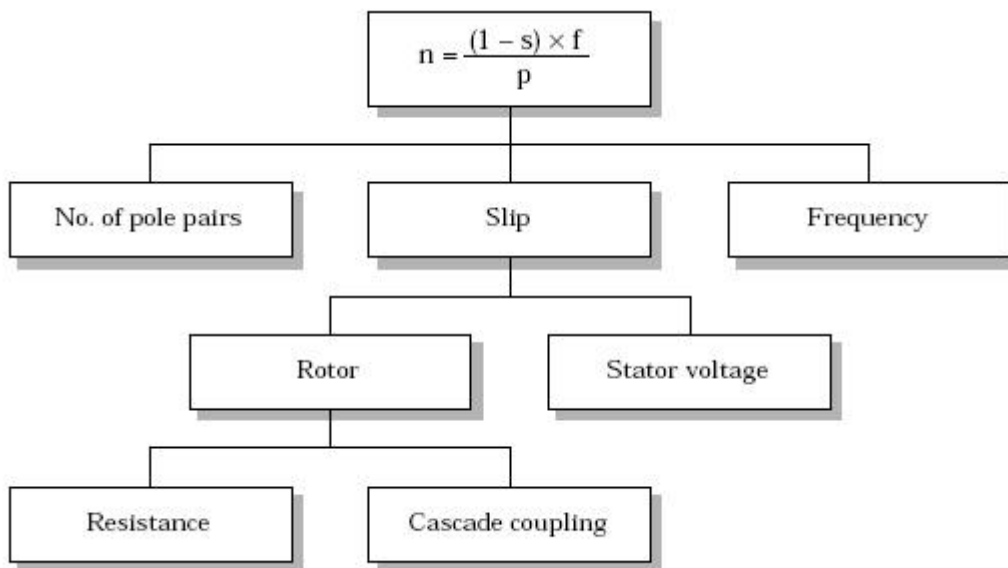 n = (1 – s) × f / p
No. of pole pairs
Slip
Frequency
Rotor
Stator voltage
Resistance
Cascade coupling